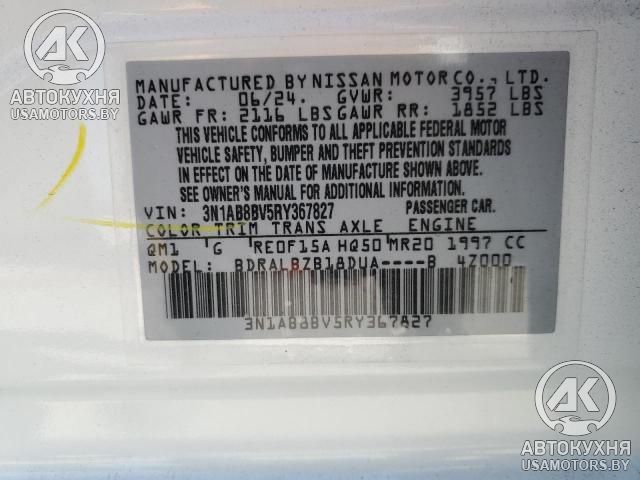 AK
АВТОКУХНЯ
USAMOTORS.BY
MANUFACTURED BY NISSAN MOTOR CO., LTD.
DATE: 06/24. GVWR: 3957 LBS
GAWR FR: 2116 LBS GAWR RR: 1852 LBS
THIS VEHICLE CONFORMS TO ALL APPLICABLE FEDERAL MOTOR
VEHICLE SAFETY, BUMPER AND THEFT PREVENTION STANDARDS
IN EFFECT ON THE DATE OF MANUFACTURE SHOWN ABOVE.
SEE OWNER'S MANUAL FOR ADDITIONAL INFORMATION.
VIN: 3N1AB8BV5RY367827 PASSENGER CAR.
COLOR TRIM TRANS AXLE ENGINE
QM1 'G RE0F15A HQ50 MR20 1997 CC
MODEL: BDRALBZB18DUA----B 4Z000
3N1AB8BV5RY367827
AK
АВТОКУХНЯ
USAMOTORS.BY